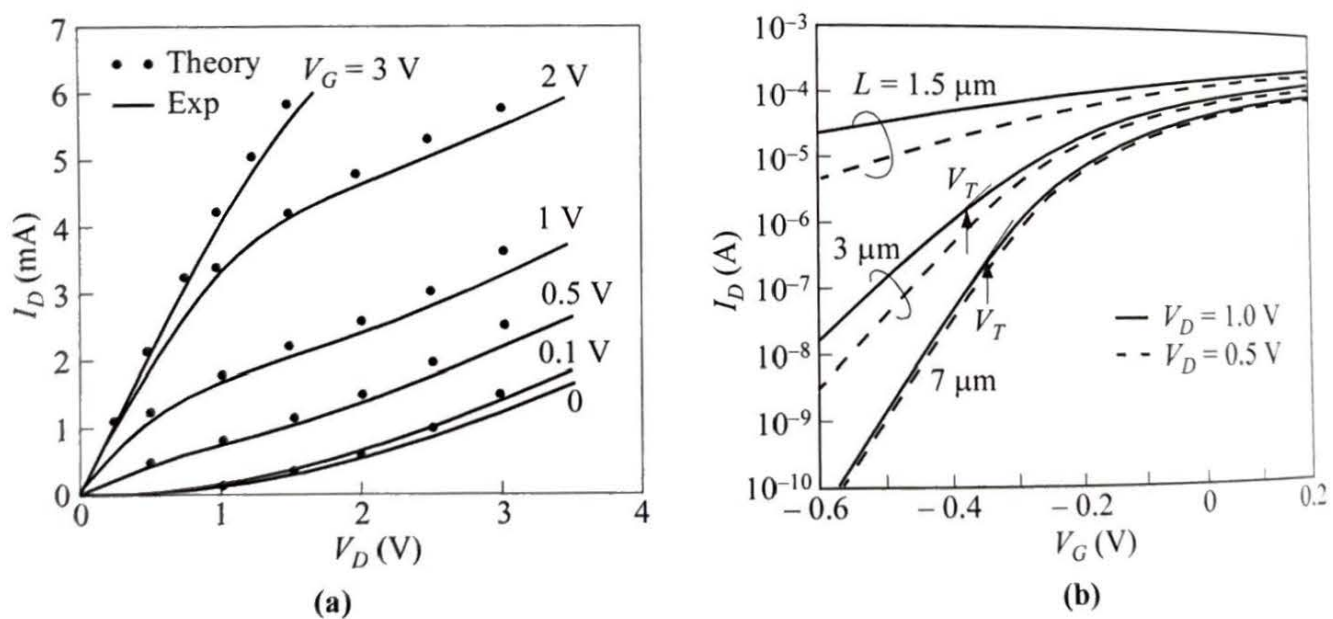 7
6
5
4
3
2
1
0
I_D (mA)
Theory
Exp
V_G = 3 V
2 V
1 V
0.5 V
0.1 V
0
0 1 2 3 4
V_D (V)
(a)
10⁻³
10⁻⁴
10⁻⁵
10⁻⁶
10⁻⁷
10⁻⁸
10⁻⁹
10⁻¹⁰
I_D (A)
L = 1.5 μm
V_T
3 μm
V_T
7 μm
V_D = 1.0 V
V_D = 0.5 V
−0.6 −0.4 −0.2 0 0.2
V_G (V)
(b)